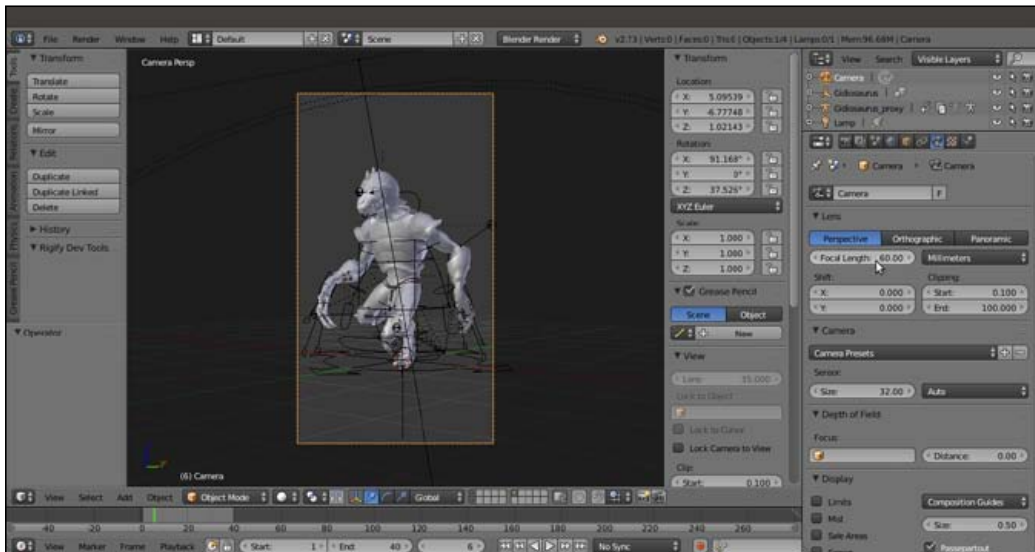 File Render Window Help Default Scene Blender Render v2.73 | Verts:0 | Faces:0 | Tris:0 | Objects:1/4 | Lamps:0/1 | Mem:96.68M | Camera
Tools
Create
Relations
Animation
Physics
Grease Pencil
Transform
Translate
Rotate
Scale
Mirror
Edit
Duplicate
Duplicate Linked
Delete
History
Rigify Dev Tools
Operator
Camera Persp
(6) Camera
Transform
Location:
X: 5.09539
Y: -6.77748
Z: 1.02143
Rotation:
X: 91.168°
Y: 0°
Z: 37.526°
XYZ Euler
Scale:
X: 1.000
Y: 1.000
Z: 1.000
Grease Pencil
Scene Object
New
View
Lens: 35.000
Lock to Object:
Lock to Cursor
Lock Camera to View
Clip:
Start: 0.100
View Search Visible Layers
Camera
Gidiosaurus
Gidiosaurus_proxy
Lamp
Camera Camera
Camera F
Lens
Perspective Orthographic Panoramic
Focal Length: 60.00 Millimeters
Shift: Clipping:
X: 0.000 Start: 0.100
Y: 0.000 End: 100.000
Camera
Camera Presets
Sensor:
Size: 32.00 Auto
Depth of Field
Focus:
Distance: 0.00
Display
Limits Composition Guides
Mist Size: 0.50
Safe Areas Passepartout
View Select Add Object Object Mode Global
-40 -20 0 20 40 60 80 100 120 140 160 180 200 220 240 260
View Marker Frame Playback Start: 1 End: 40 6 No Sync